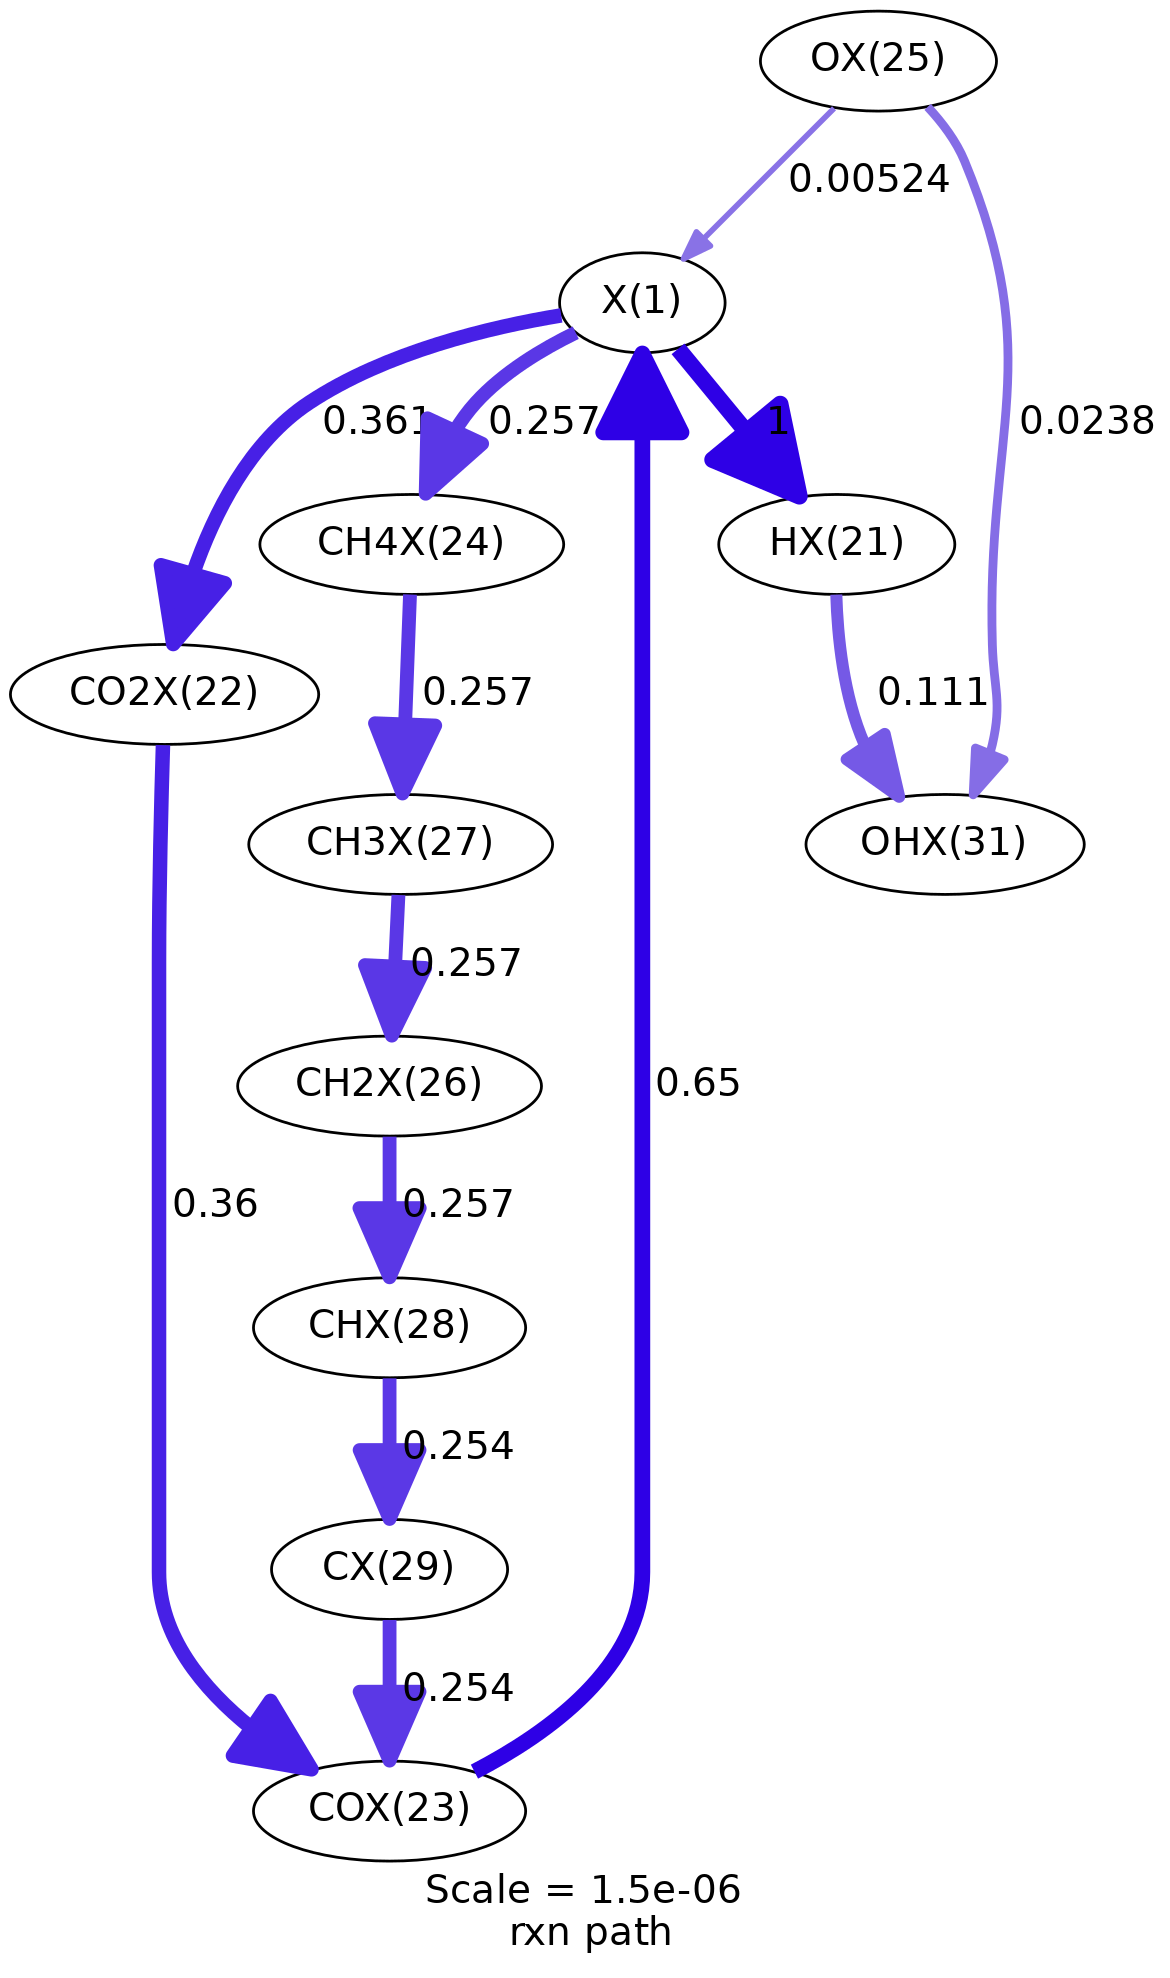 OX(25)
0.00524
X(1)
0.361
0.257
1
0.0238
CH4X(24)
HX(21)
CO2X(22)
0.257
0.111
CH3X(27)
OHX(31)
0.257
CH2X(26)
0.65
0.36
0.257
CHX(28)
0.254
CX(29)
0.254
COX(23)
Scale = 1.5e-06
rxn path